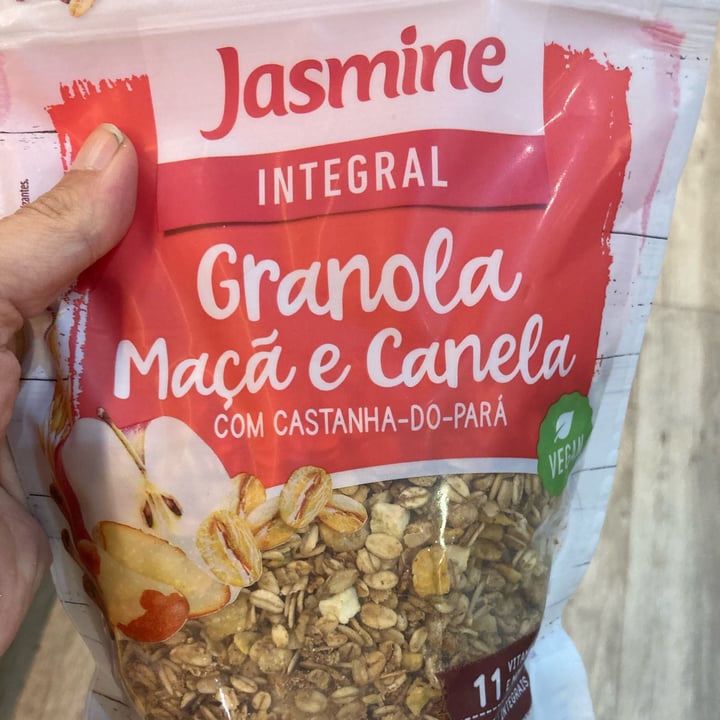 Jasmine
INTEGRAL
Granola
Maçã e Canela
COM CASTANHA-DO-PARÁ
VEGAN
11